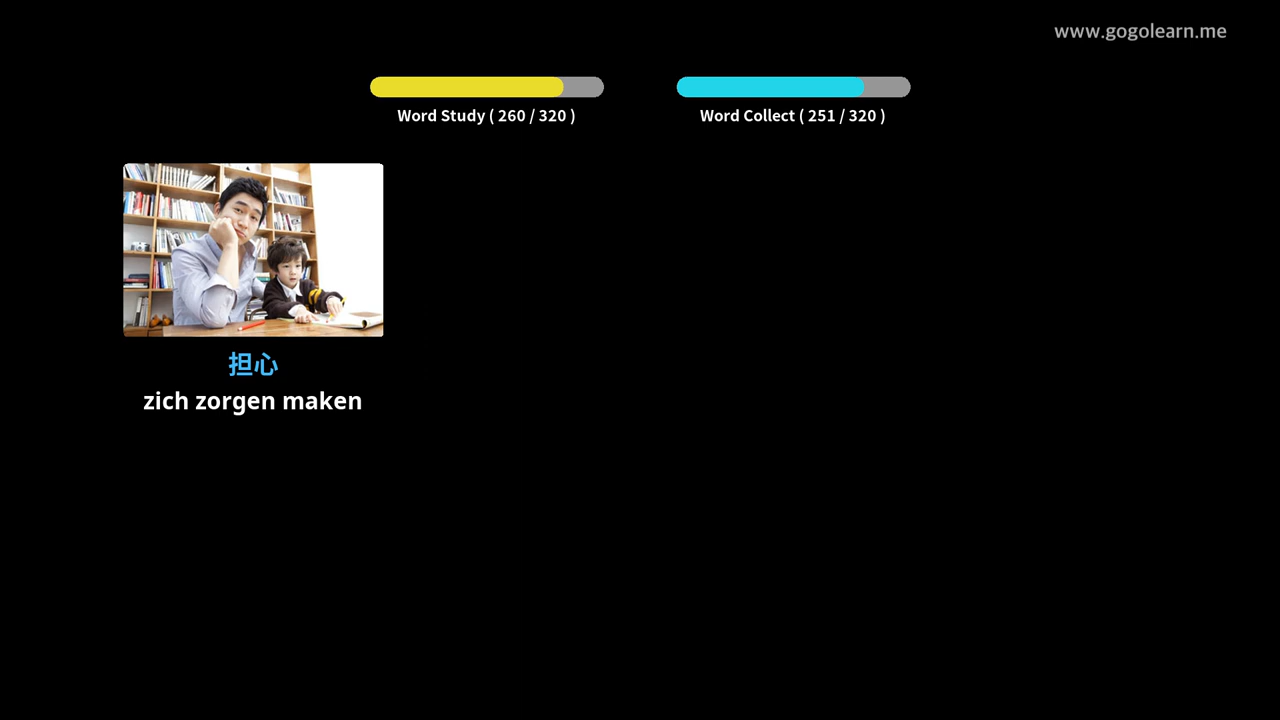 www.gogolearn.me
Word Study ( 260 / 320 )
Word Collect ( 251 / 320 )
担心
zich zorgen maken